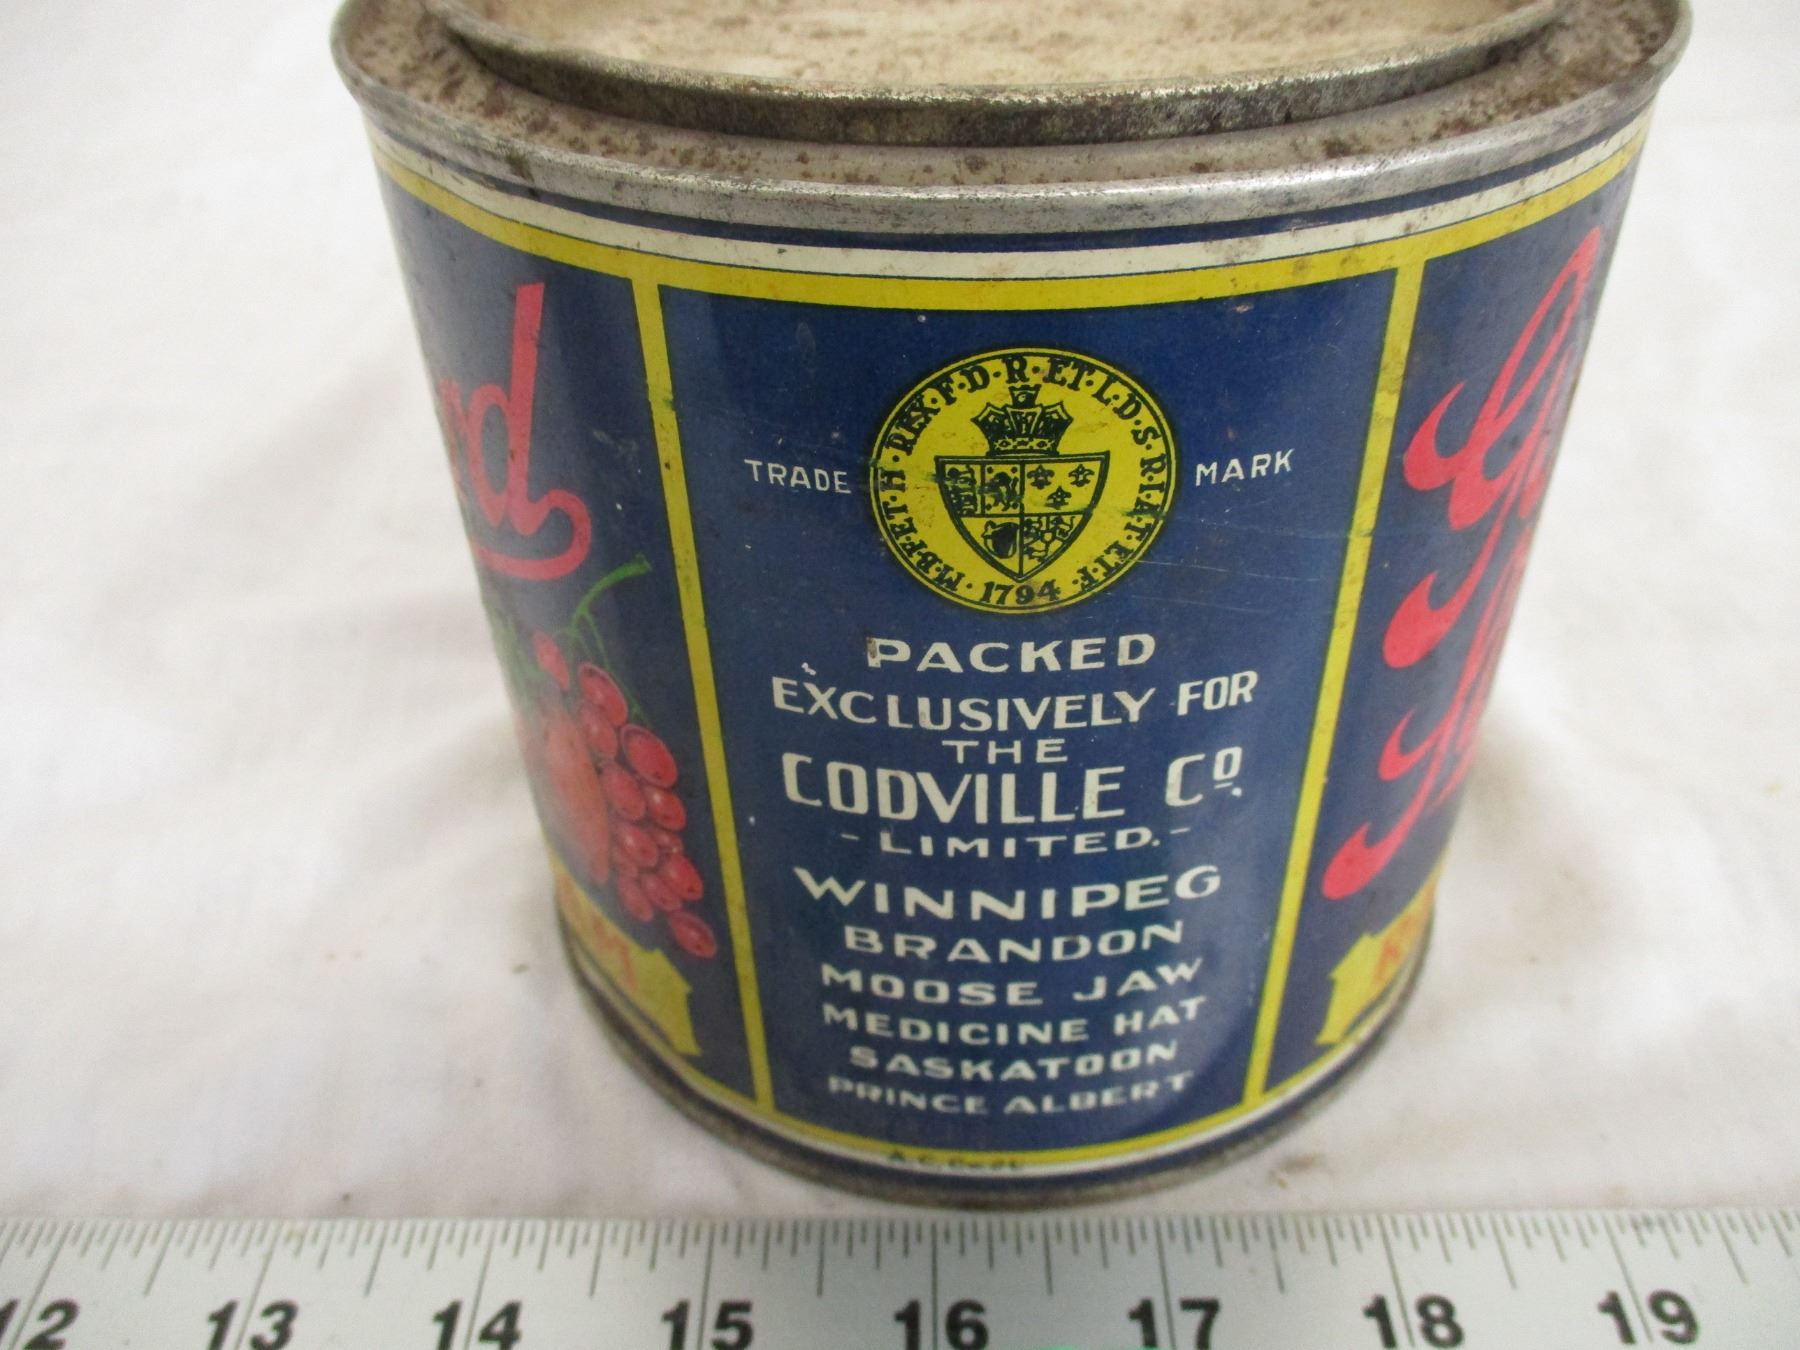 TRADE MARK
M·B·F·ET·H·REX·F·D·R·ET·L·D·S·R·I·A·T·ET·F·
1794
PACKED
EXCLUSIVELY FOR
THE
CODVILLE Cº.
- LIMITED. -
WINNIPEG
BRANDON
MOOSE JAW
MEDICINE HAT
SASKATOON
PRINCE ALBERT
12 13 14 15 16 17 18 19